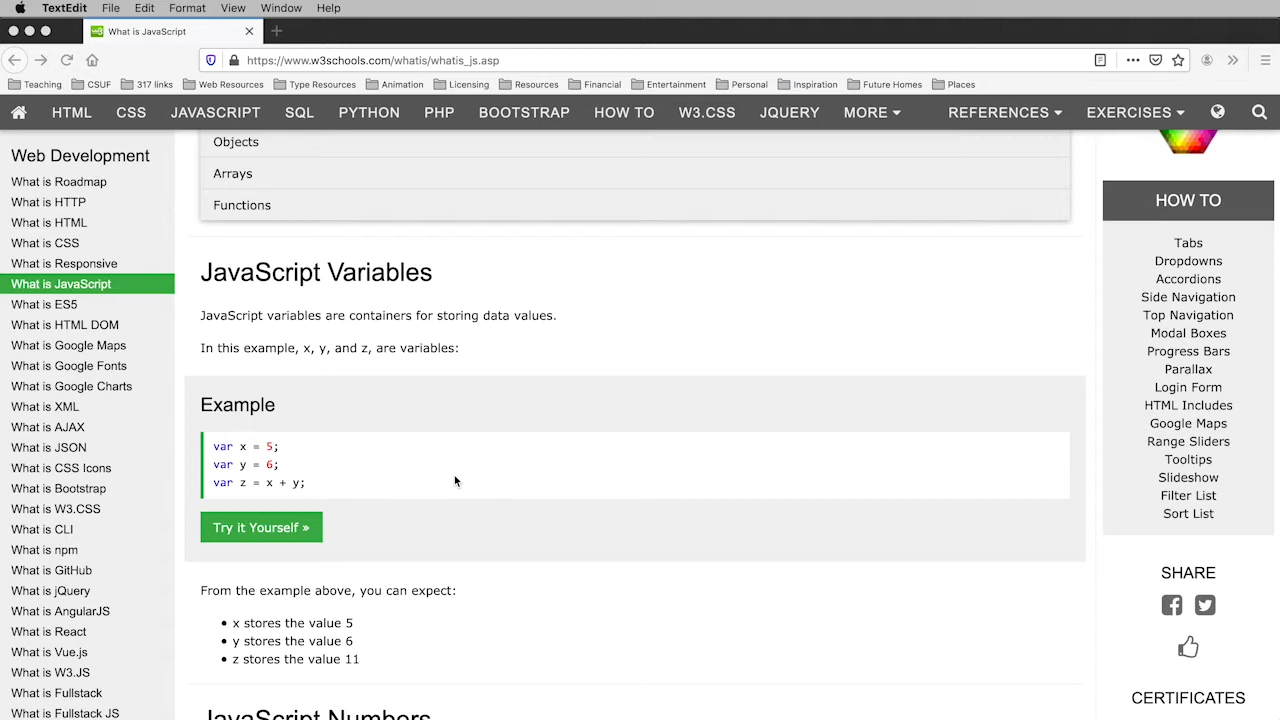 TextEdit File Edit Format View Window Help
What is JavaScript
https://www.w3schools.com/whatis/whatis_js.asp
Teaching CSUF 317 links Web Resources Type Resources Animation Licensing Resources Financial Entertainment Personal Inspiration Future Homes Places
HTML CSS JAVASCRIPT SQL PYTHON PHP BOOTSTRAP HOW TO W3.CSS JQUERY MORE REFERENCES EXERCISES
Web Development
What is Roadmap
What is HTTP
What is HTML
What is CSS
What is Responsive
What is JavaScript
What is ES5
What is HTML DOM
What is Google Maps
What is Google Fonts
What is Google Charts
What is XML
What is AJAX
What is JSON
What is CSS Icons
What is Bootstrap
What is W3.CSS
What is CLI
What is npm
What is GitHub
What is jQuery
What is AngularJS
What is React
What is Vue.js
What is W3.JS
What is Fullstack
What is Fullstack JS
Objects
Arrays
Functions
JavaScript Variables
JavaScript variables are containers for storing data values.
In this example, x, y, and z, are variables:
Example
var x = 5;
var y = 6;
var z = x + y;
Try it Yourself »
From the example above, you can expect:
• x stores the value 5
• y stores the value 6
• z stores the value 11
JavaScript Numbers
HOW TO
Tabs
Dropdowns
Accordions
Side Navigation
Top Navigation
Modal Boxes
Progress Bars
Parallax
Login Form
HTML Includes
Google Maps
Range Sliders
Tooltips
Slideshow
Filter List
Sort List
SHARE
CERTIFICATES